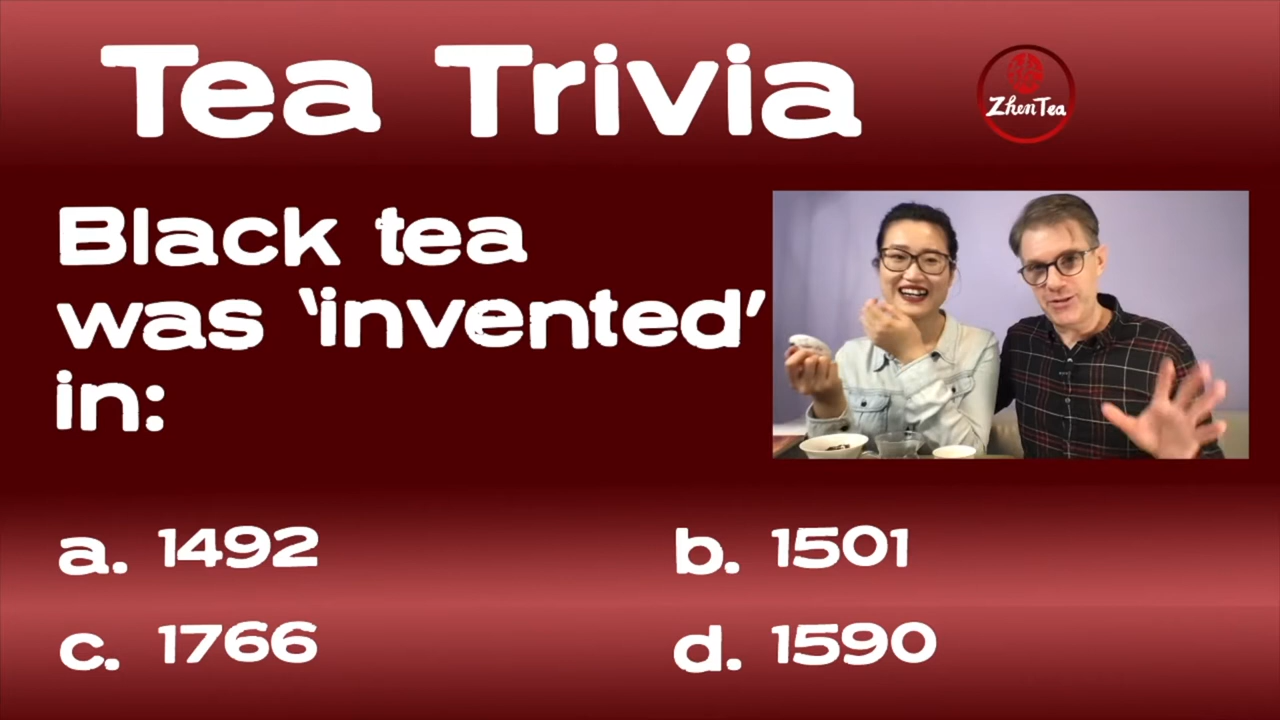 Tea Trivia
ZhenTea
Black tea
was ‘invented’
in:
a. 1492
b. 1501
c. 1766
d. 1590